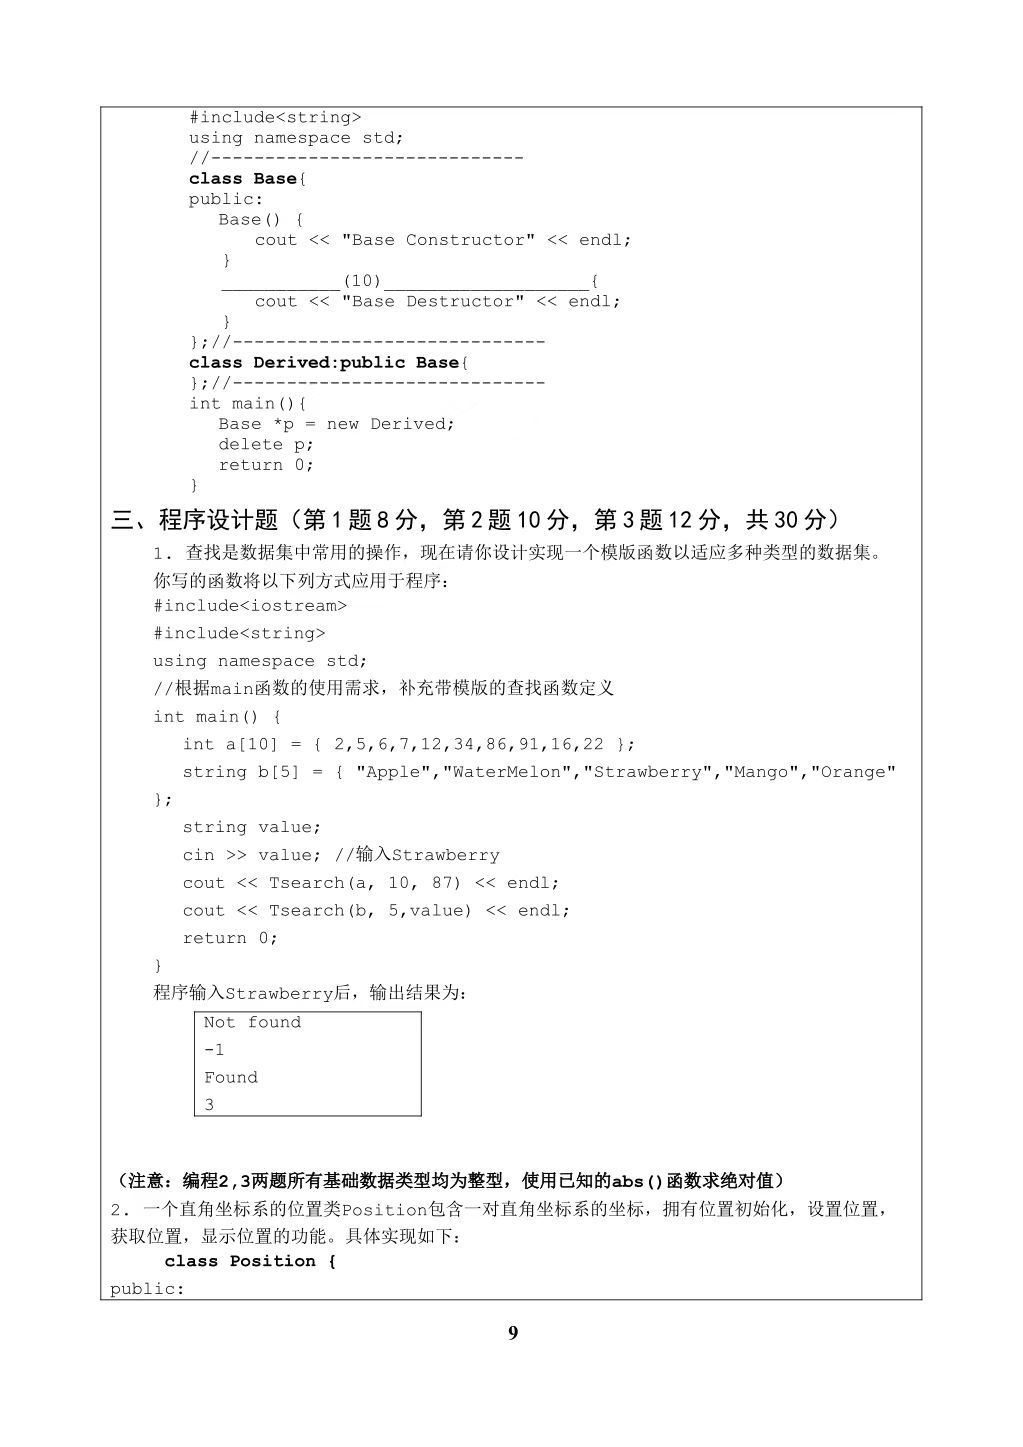 #include<string>
using namespace std;
//-----------------------------
class Base{
public:
Base() {
cout << "Base Constructor" << endl;
}
___________(10)___________________{
cout << "Base Destructor" << endl;
}
};//-----------------------------
class Derived:public Base{
};//-----------------------------
int main(){
Base *p = new Derived;
delete p;
return 0;
}
三、程序设计题（第1题8分，第2题10分，第3题12分，共30分）
1. 查找是数据集中常用的操作，现在请你设计实现一个模版函数以适应多种类型的数据集。
你写的函数将以下列方式应用于程序：
#include<iostream>
#include<string>
using namespace std;
//根据main函数的使用需求，补充带模版的查找函数定义
int main() {
int a[10] = { 2,5,6,7,12,34,86,91,16,22 };
string b[5] = { "Apple","WaterMelon","Strawberry","Mango","Orange"
};
string value;
cin >> value; //输入Strawberry
cout << Tsearch(a, 10, 87) << endl;
cout << Tsearch(b, 5,value) << endl;
return 0;
}
程序输入Strawberry后，输出结果为：
Not found
-1
Found
3
（注意：编程2,3两题所有基础数据类型均为整型，使用已知的abs()函数求绝对值）
2. 一个直角坐标系的位置类Position包含一对直角坐标系的坐标，拥有位置初始化，设置位置，
获取位置，显示位置的功能。具体实现如下：
class Position {
public:
9